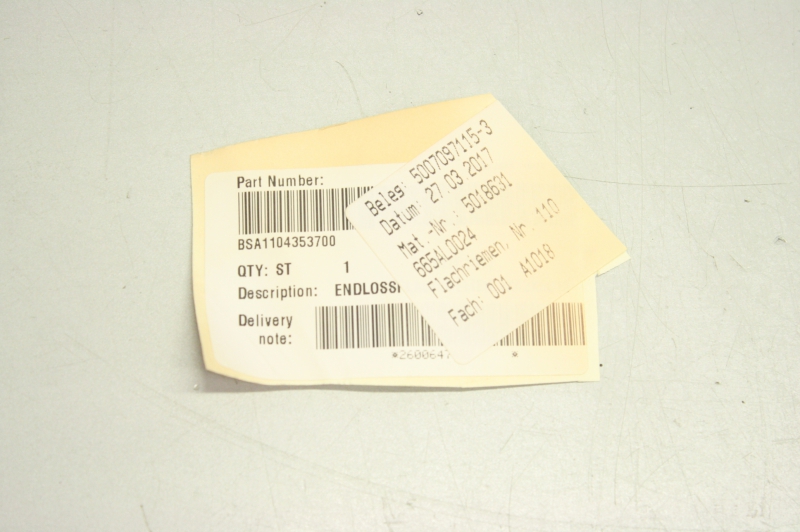 Part Number:
BSA1104353700
QTY: ST 1
Description: ENDLOSS
Delivery
note:
*260064
*
Beleg: 5007097115-3
Datum: 27 03 2017
Mat.-Nr.: 5018631
665AL0024
Flachriemen, Nr. 110
Fach: 001 A1018